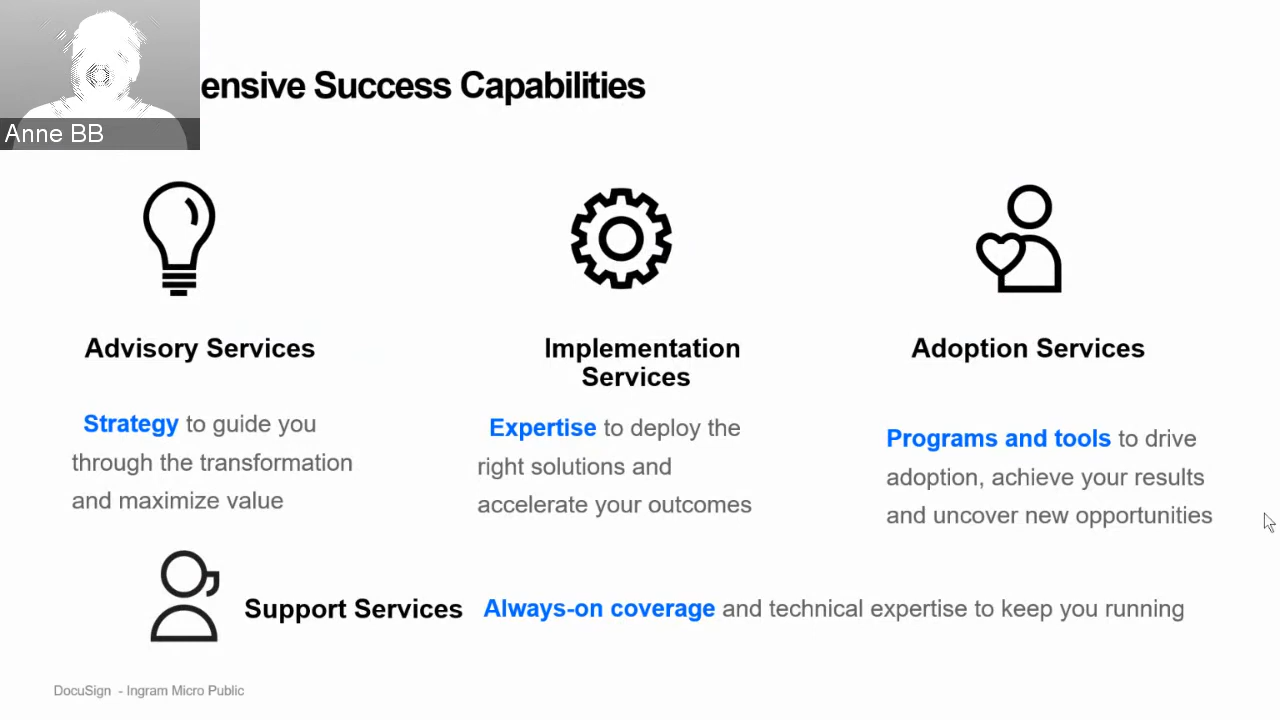 ensive Success Capabilities
Anne BB
Advisory Services
Strategy to guide you
through the transformation
and maximize value
Implementation
Services
Expertise to deploy the
right solutions and
accelerate your outcomes
Adoption Services
Programs and tools to drive
adoption, achieve your results
and uncover new opportunities
Support Services
Always-on coverage and technical expertise to keep you running
DocuSign - Ingram Micro Public